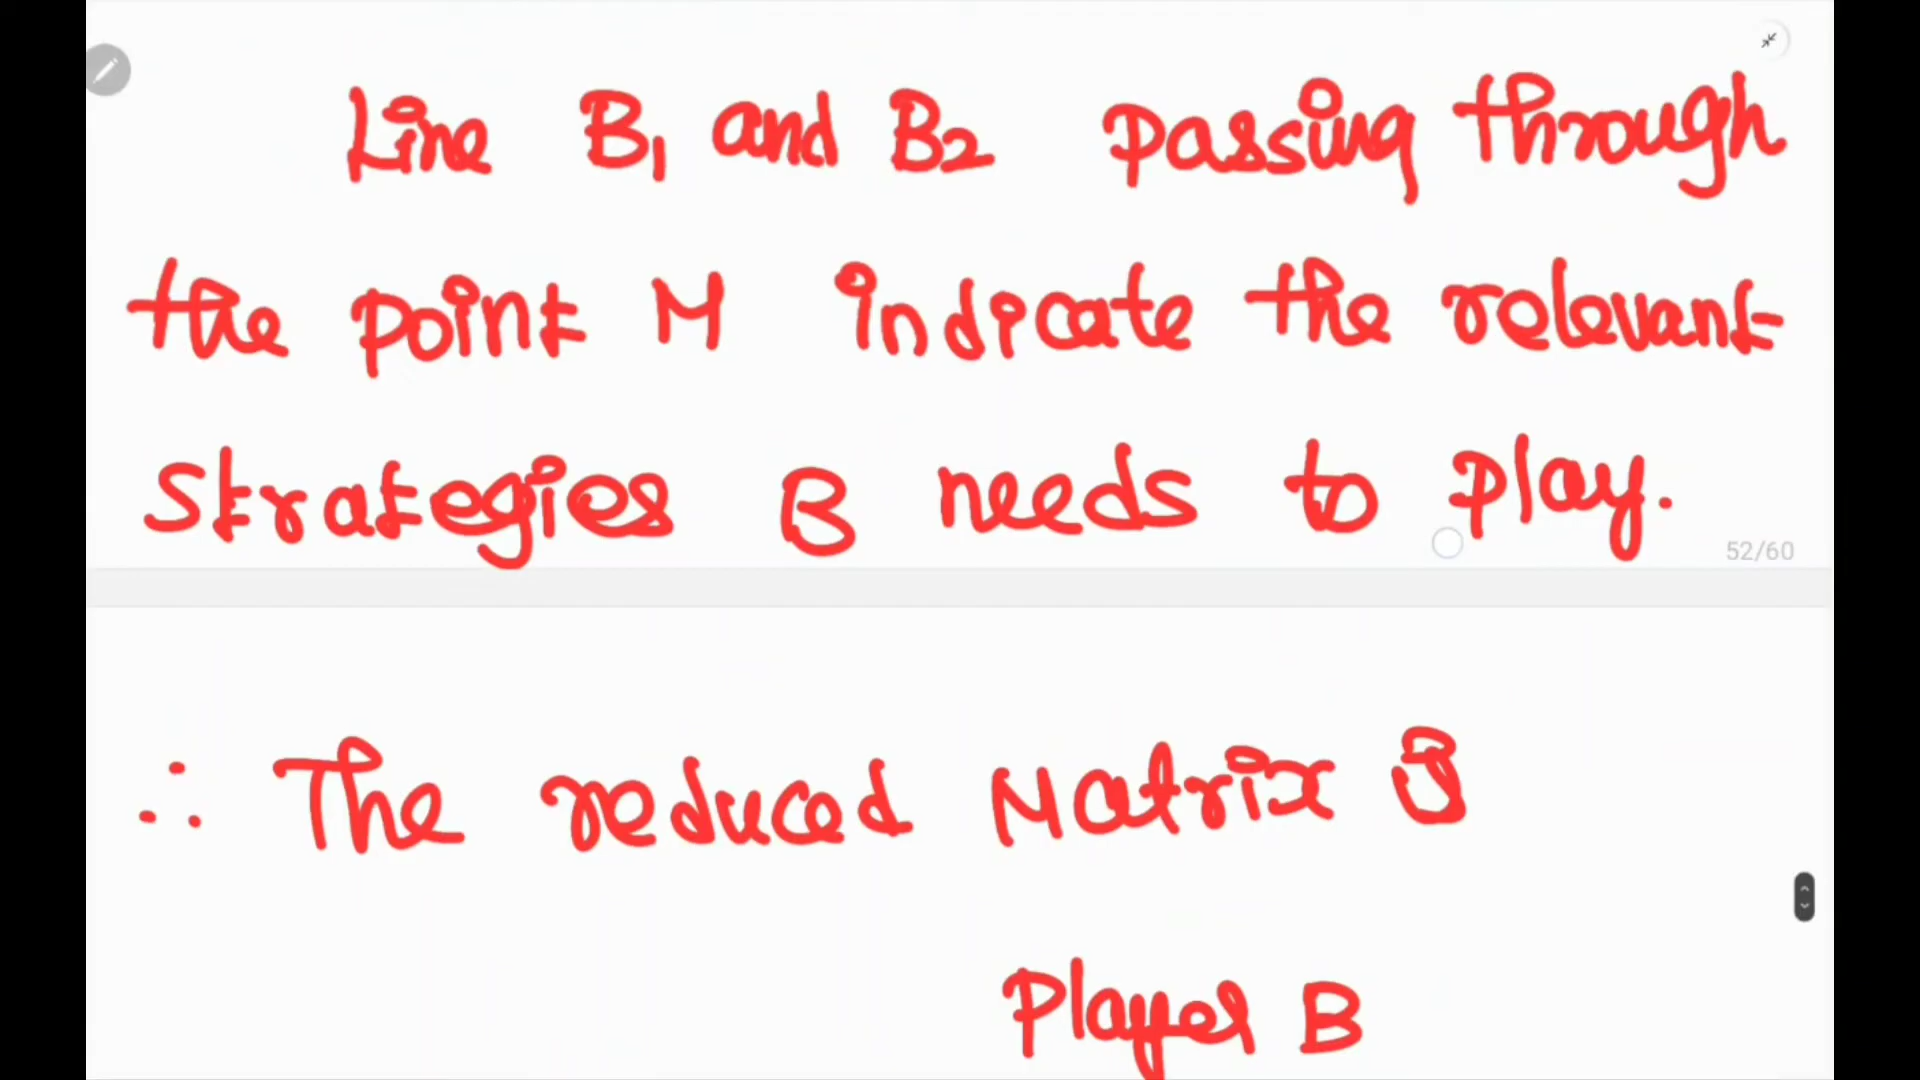 Line B1 and B2 passing through
the point M indicate the relevant
strategies B needs to play.
52/60
∴ The reduced Matrix is
Player B